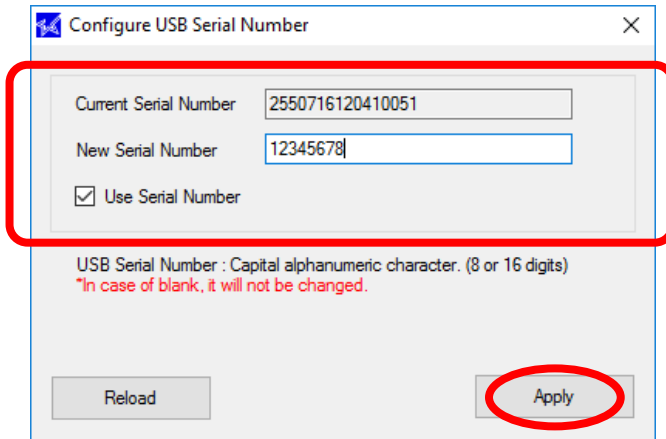 Configure USB Serial Number
Current Serial Number 2550716120410051
New Serial Number 12345678
Use Serial Number
USB Serial Number : Capital alphanumeric character. (8 or 16 digits)
*In case of blank, it will not be changed.
Reload Apply